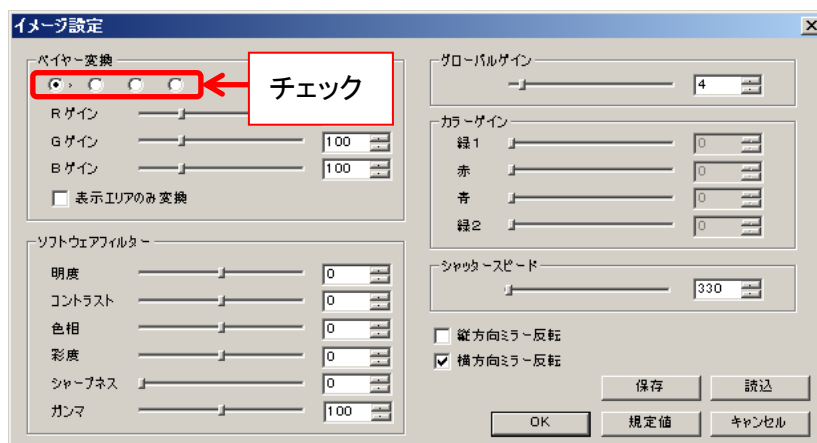 イメージ設定
ベイヤー変換
チェック
Rゲイン
Gゲイン 100
Bゲイン 100
表示エリアのみ変換
ソフトウェアフィルター
明度 0
コントラスト 0
色相 0
彩度 0
シャープネス 0
ガンマ 100
グローバルゲイン
4
カラーゲイン
緑1 0
赤 0
青 0
緑2 0
シャッタースピード
330
縦方向ミラー反転
横方向ミラー反転
保存 読込
OK 規定値 キャンセル